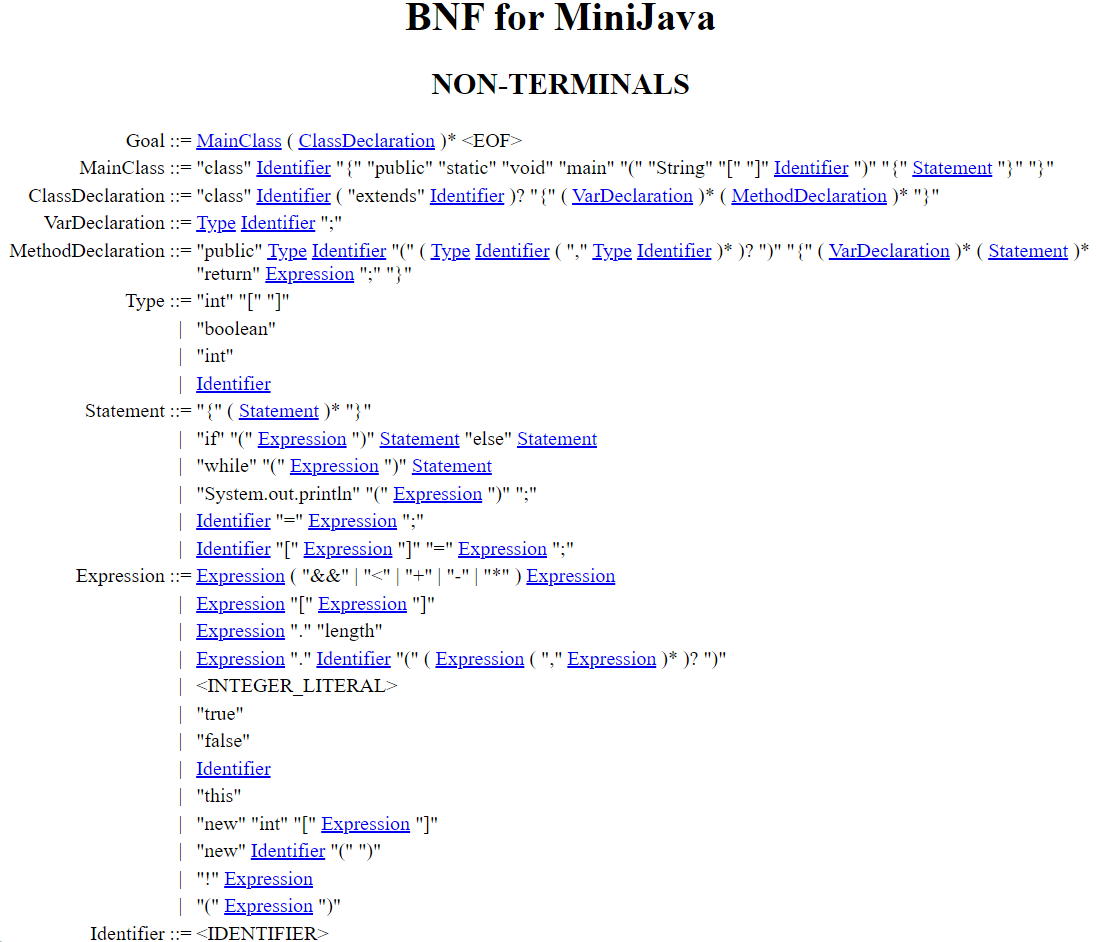 BNF for MiniJava
NON-TERMINALS
Goal ::= MainClass ( ClassDeclaration )* <EOF>
MainClass ::= "class" Identifier "{" "public" "static" "void" "main" "(" "String" "[" "]" Identifier ")" "{" Statement "}" "}"
ClassDeclaration ::= "class" Identifier ( "extends" Identifier )? "{" ( VarDeclaration )* ( MethodDeclaration )* "}"
VarDeclaration ::= Type Identifier ";"
MethodDeclaration ::= "public" Type Identifier "(" ( Type Identifier ( "," Type Identifier )* )? ")" "{" ( VarDeclaration )* ( Statement )*
"return" Expression ";" "}"
Type ::= "int" "[" "]"
| "boolean"
| "int"
| Identifier
Statement ::= "{" ( Statement )* "}"
| "if" "(" Expression ")" Statement "else" Statement
| "while" "(" Expression ")" Statement
| "System.out.println" "(" Expression ")" ";"
| Identifier "=" Expression ";"
| Identifier "[" Expression "]" "=" Expression ";"
Expression ::= Expression ( "&&" | "<" | "+" | "-" | "*" ) Expression
| Expression "[" Expression "]"
| Expression "." "length"
| Expression "." Identifier "(" ( Expression ( "," Expression )* )? ")"
| <INTEGER_LITERAL>
| "true"
| "false"
| Identifier
| "this"
| "new" "int" "[" Expression "]"
| "new" Identifier "(" ")"
| "!" Expression
| "(" Expression ")"
Identifier ::= <IDENTIFIER>